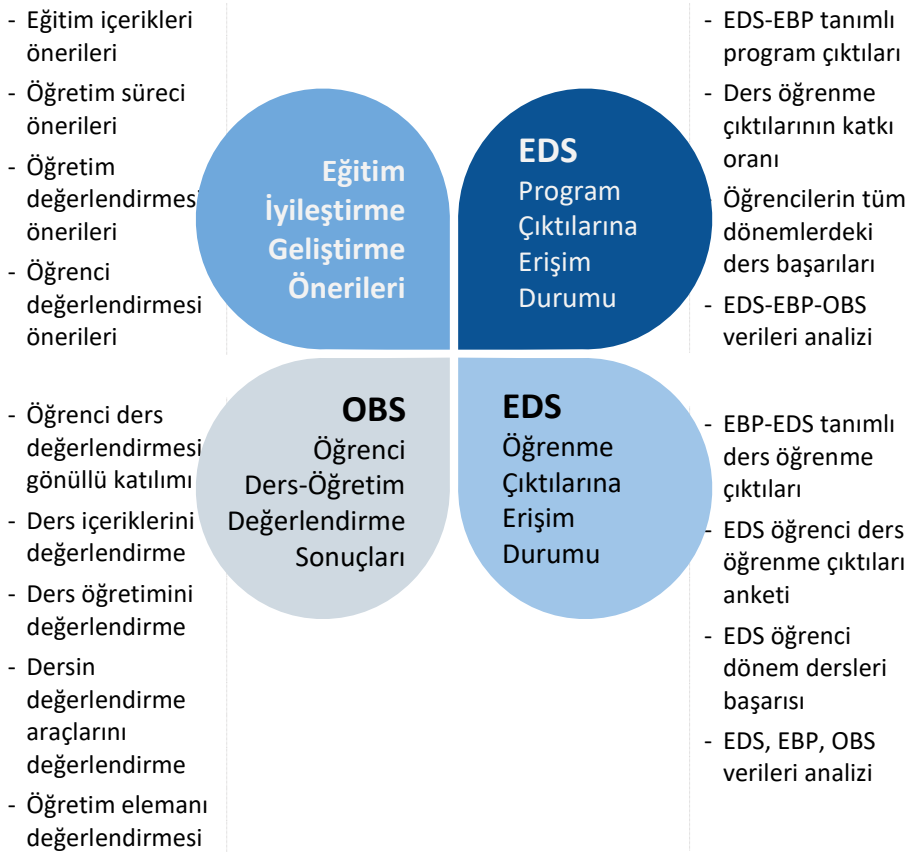 - Eğitim içerikleri
önerileri
- Öğretim süreci
önerileri
- Öğretim
değerlendirmesi
önerileri
- Öğrenci
değerlendirmesi
önerileri
Eğitim
İyileştirme
Geliştirme
Önerileri
EDS
Program
Çıktılarına
Erişim
Durumu
- EDS-EBP tanımlı
program çıktıları
- Ders öğrenme
çıktılarının katkı
oranı
Öğrencilerin tüm
dönemlerdeki
ders başarıları
- EDS-EBP-OBS
verileri analizi
- Öğrenci ders
değerlendirmesi
gönüllü katılımı
- Ders içeriklerini
değerlendirme
- Ders öğretimini
değerlendirme
- Dersin
değerlendirme
araçlarını
değerlendirme
- Öğretim elemanı
değerlendirmesi
OBS
Öğrenci
Ders-Öğretim
Değerlendirme
Sonuçları
EDS
Öğrenme
Çıktılarına
Erişim
Durumu
- EBP-EDS tanımlı
ders öğrenme
çıktıları
- EDS öğrenci ders
öğrenme çıktıları
anketi
- EDS öğrenci
dönem dersleri
başarısı
- EDS, EBP, OBS
verileri analizi